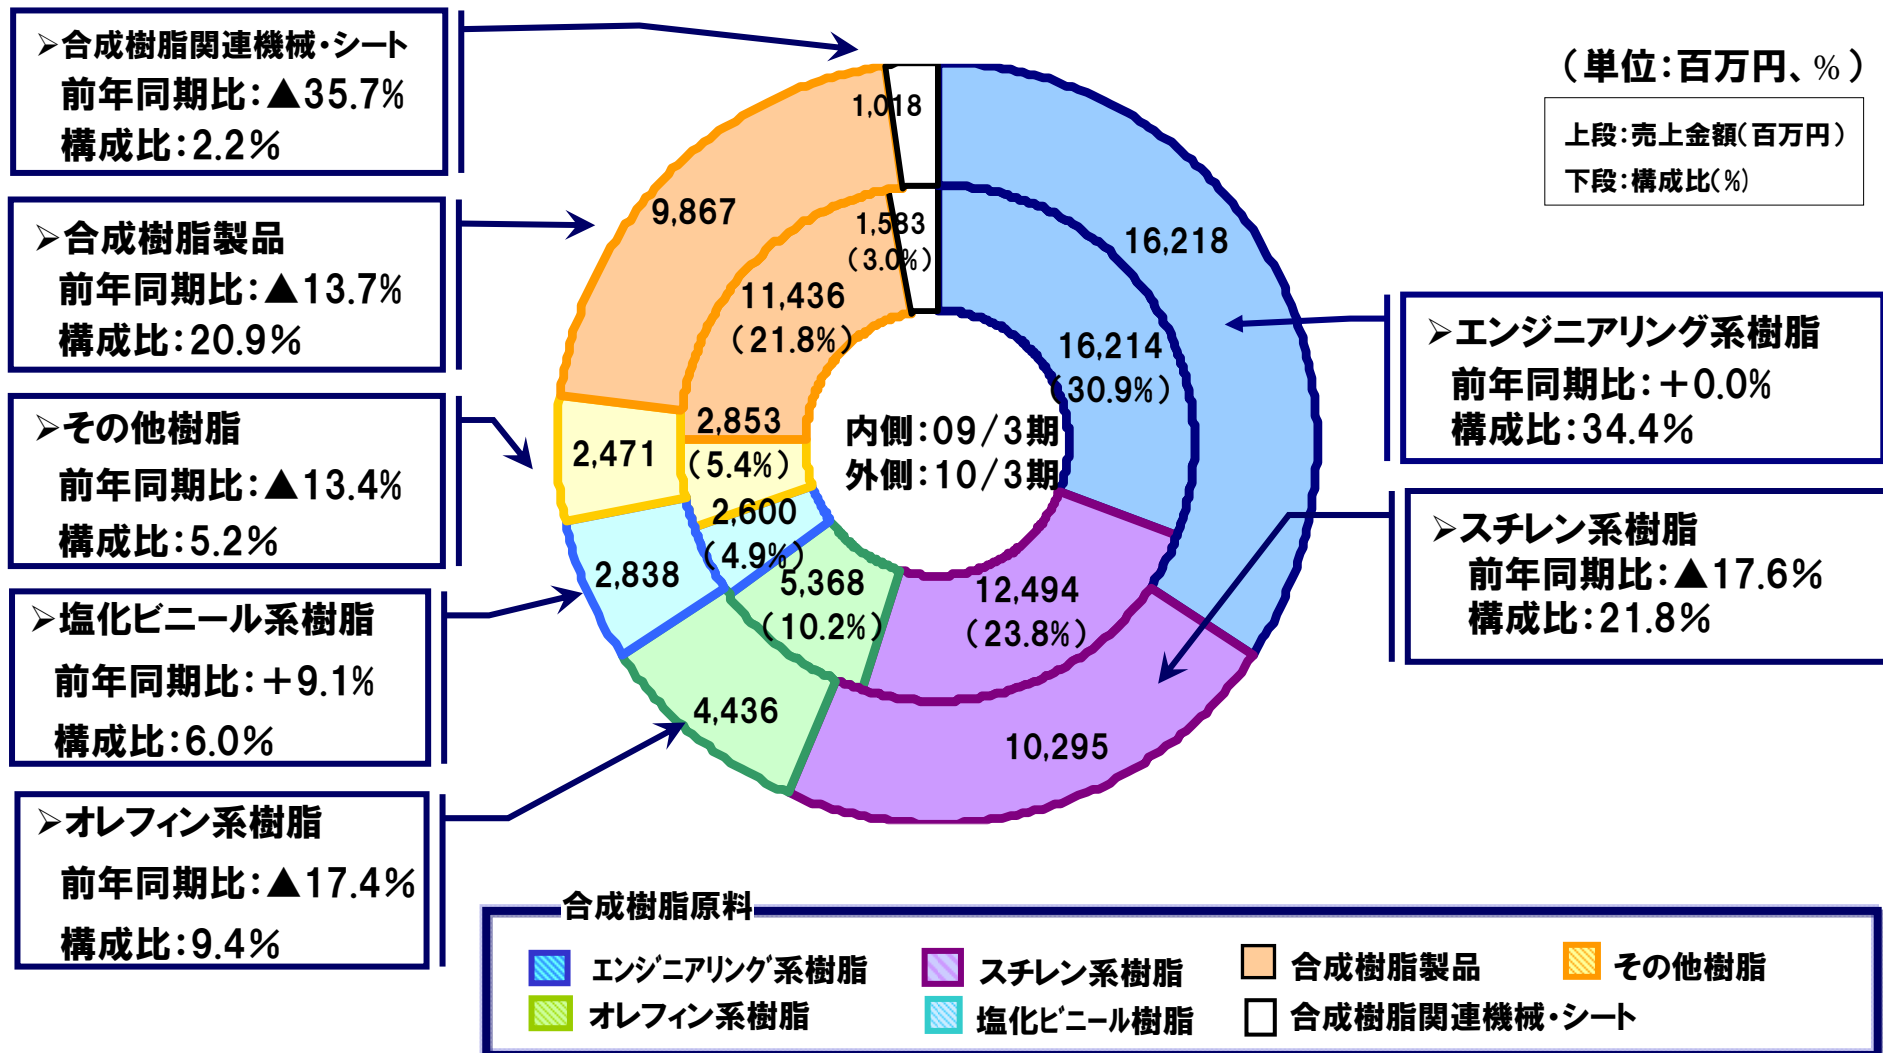 ➢合成樹脂関連機械・シート
前年同期比：▲35.7%
構成比：2.2%
➢合成樹脂製品
前年同期比：▲13.7%
構成比：20.9%
➢その他樹脂
前年同期比：▲13.4%
構成比：5.2%
➢塩化ビニール系樹脂
前年同期比：＋9.1%
構成比：6.0%
➢オレフィン系樹脂
前年同期比：▲17.4%
構成比：9.4%
（単位：百万円、%）
上段：売上金額（百万円）
下段：構成比(%)
➢エンジニアリング系樹脂
前年同期比：＋0.0%
構成比：34.4%
➢スチレン系樹脂
前年同期比：▲17.6%
構成比：21.8%
1,018
9,867
2,471
2,838
4,436
10,295
16,218
1,583
（3.0%）
11,436
（21.8%）
2,853
（5.4%）
2,600
（4.9%）
5,368
（10.2%）
12,494
（23.8%）
16,214
（30.9%）
内側：09/3期
外側：10/3期
合成樹脂原料
エンジニアリング系樹脂
スチレン系樹脂
合成樹脂製品
その他樹脂
オレフィン系樹脂
塩化ビニール樹脂
合成樹脂関連機械・シート